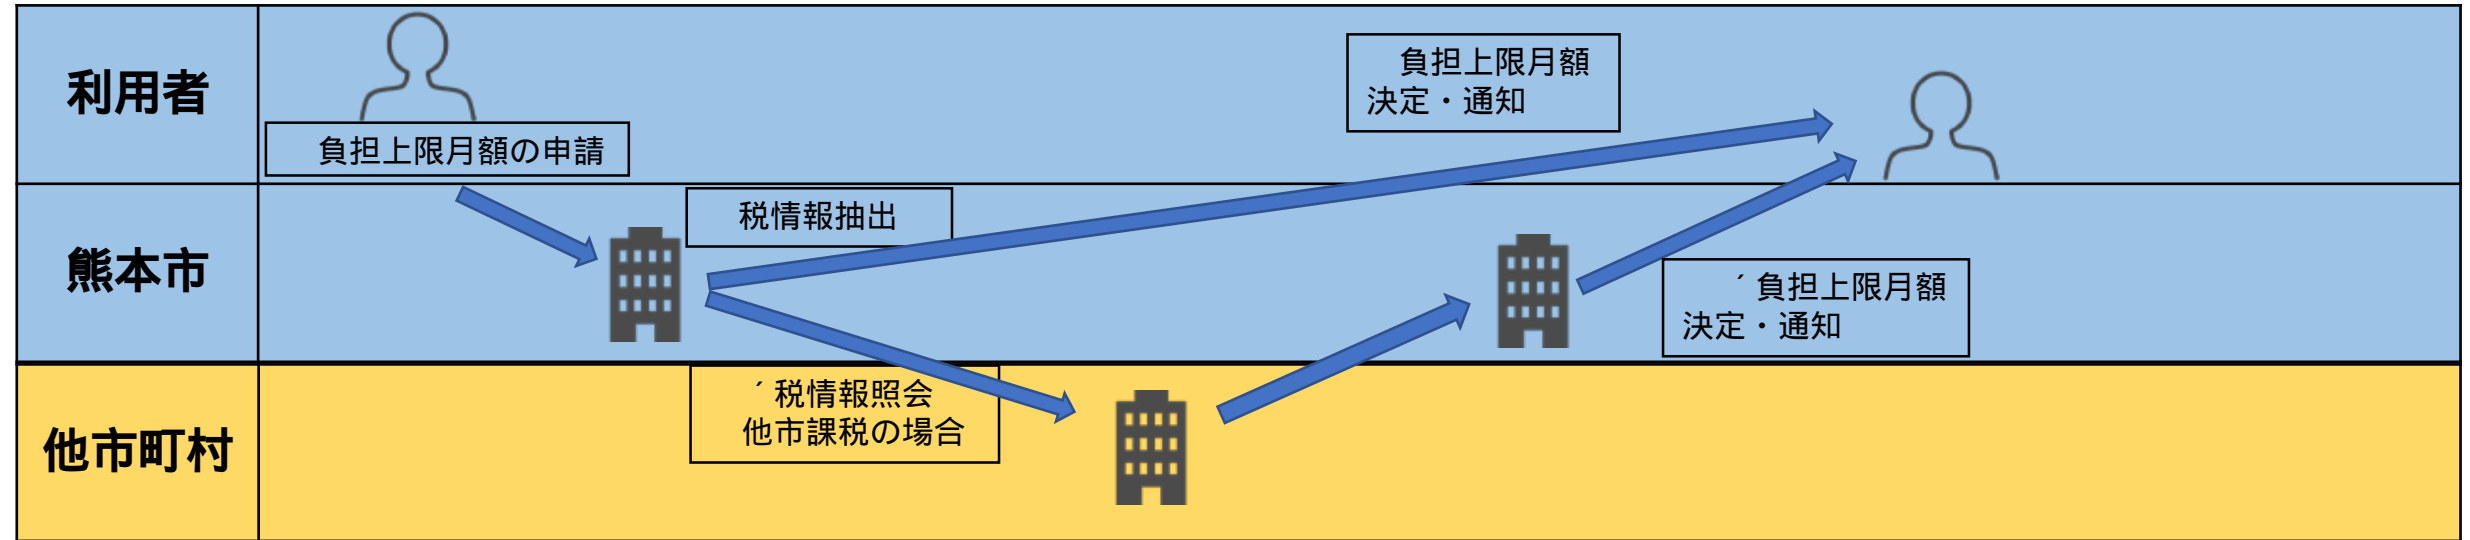 利用者
負担上限月額の申請
負担上限月額
決定・通知
熊本市
税情報抽出
´負担上限月額
決定・通知
他市町村
´税情報照会
他市課税の場合